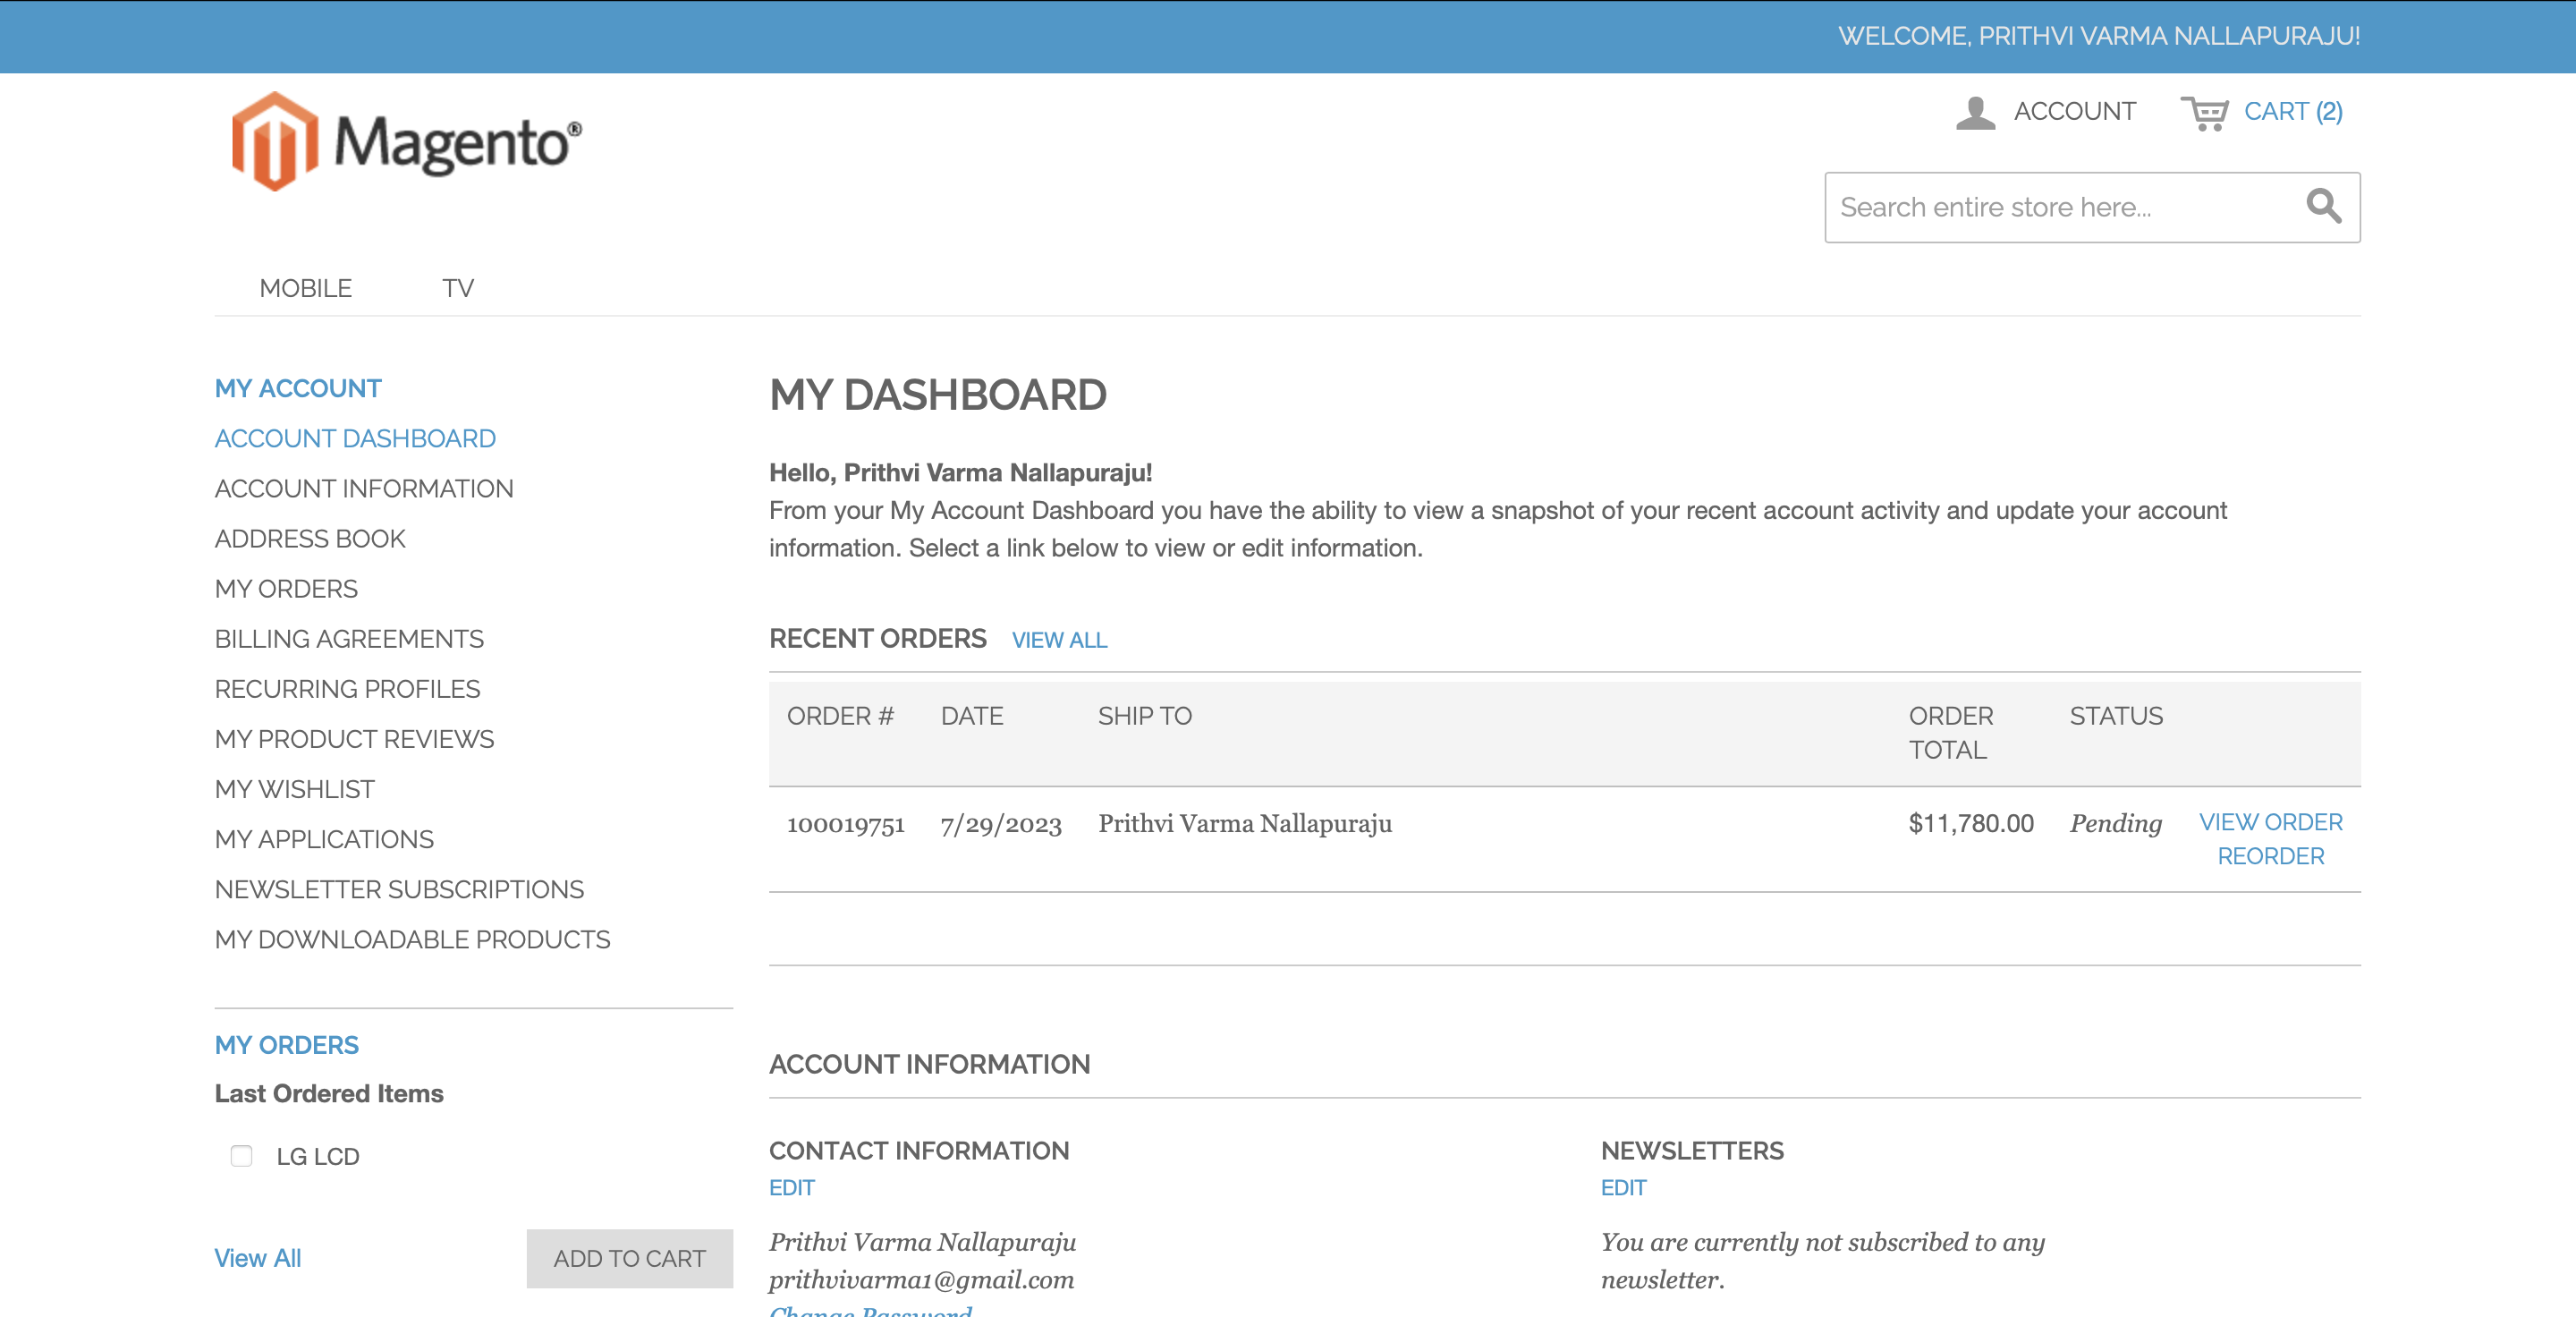 WELCOME, PRITHVI VARMA NALLAPURAJU!
Magento®
ACCOUNT
CART (2)
Search entire store here...
MOBILE
TV
MY ACCOUNT
ACCOUNT DASHBOARD
ACCOUNT INFORMATION
ADDRESS BOOK
MY ORDERS
BILLING AGREEMENTS
RECURRING PROFILES
MY PRODUCT REVIEWS
MY WISHLIST
MY APPLICATIONS
NEWSLETTER SUBSCRIPTIONS
MY DOWNLOADABLE PRODUCTS
MY ORDERS
Last Ordered Items
LG LCD
View All
ADD TO CART
MY DASHBOARD
Hello, Prithvi Varma Nallapuraju!
From your My Account Dashboard you have the ability to view a snapshot of your recent account activity and update your account
information. Select a link below to view or edit information.
RECENT ORDERS VIEW ALL
ORDER # DATE SHIP TO ORDER TOTAL STATUS
100019751 7/29/2023 Prithvi Varma Nallapuraju $11,780.00 Pending VIEW ORDER
REORDER
ACCOUNT INFORMATION
CONTACT INFORMATION
EDIT
Prithvi Varma Nallapuraju
prithvivarma1@gmail.com
Change Password
NEWSLETTERS
EDIT
You are currently not subscribed to any
newsletter.